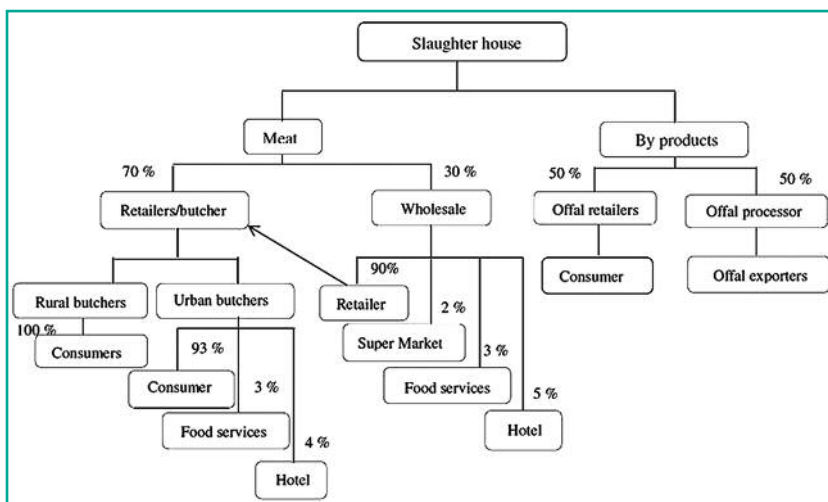 Slaughter house
Meat
By products
70 %
30 %
50 %
50 %
Retailers/butcher
Wholesale
Offal retailers
Offal processor
90%
Consumer
Offal exporters
Rural butchers
Urban butchers
Retailer
2 %
100 %
Consumers
93 %
Super Market
3 %
Consumer
3 %
Food services
5 %
Food services
4 %
Hotel
Hotel